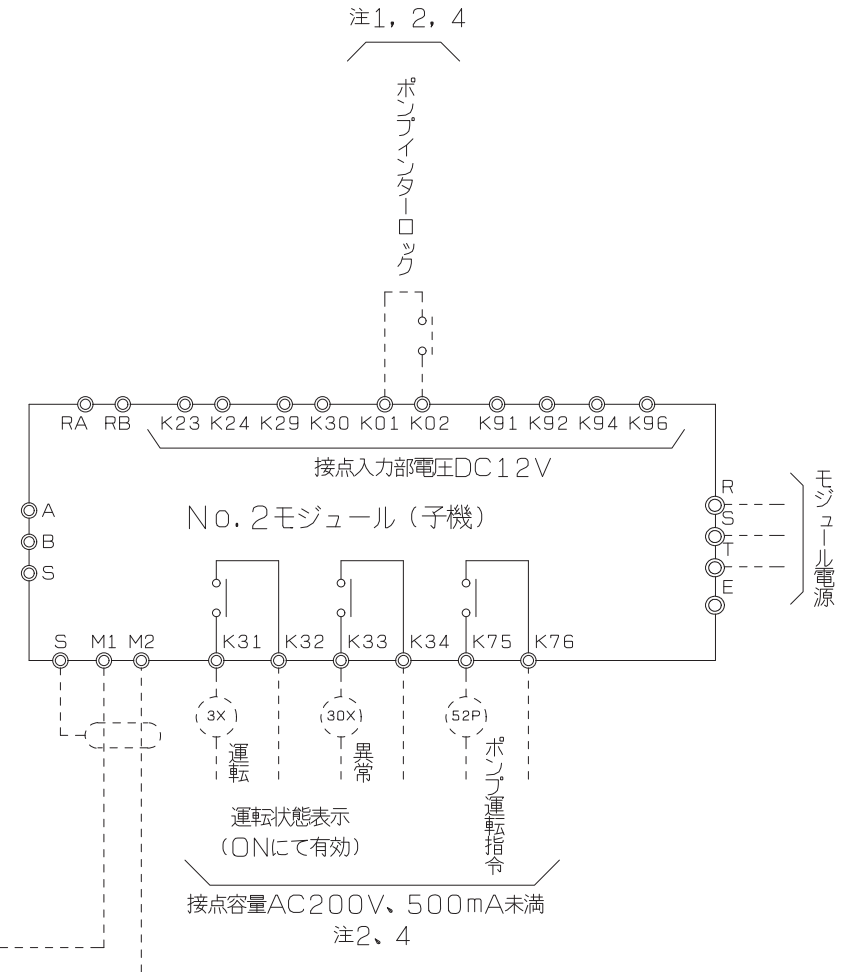 注1, 2, 4
ポンプインターロック
RA RB K23 K24 K29 K30 K01 K02 K91 K92 K94 K96
接点入力部電圧DC12V
No. 2モジュール（子機）
A
B
S
R
S
T
E
モジュール電源
S M1 M2 K31 K32 K33 K34 K75 K76
3X 30X 52P
運転
異常
ポンプ運転指令
運転状態表示
（ONにて有効）
接点容量AC200V、500mA未満
注2、4